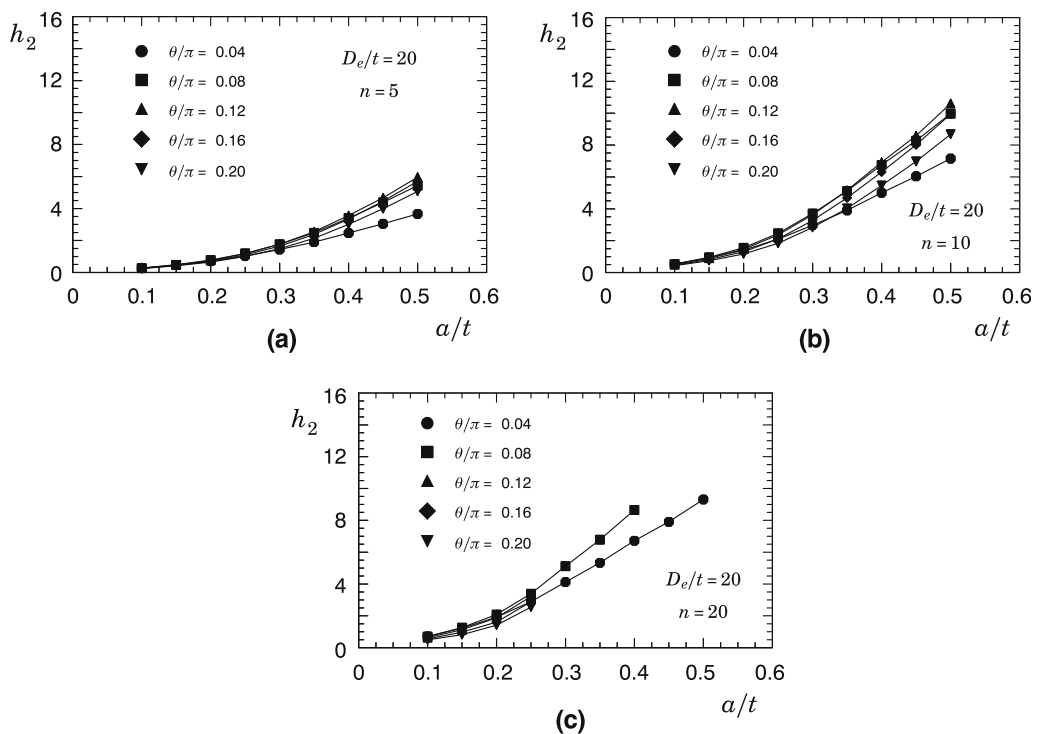 16
h₂
12
8
4
0
θ/π = 0.04
θ/π = 0.08
θ/π = 0.12
θ/π = 0.16
θ/π = 0.20
Dₑ/t = 20
n = 5
0 0.1 0.2 0.3 0.4 0.5 0.6
a/t
(a)
16
h₂
12
8
4
0
θ/π = 0.04
θ/π = 0.08
θ/π = 0.12
θ/π = 0.16
θ/π = 0.20
Dₑ/t = 20
n = 10
0 0.1 0.2 0.3 0.4 0.5 0.6
a/t
(b)
16
h₂
12
8
4
0
θ/π = 0.04
θ/π = 0.08
θ/π = 0.12
θ/π = 0.16
θ/π = 0.20
Dₑ/t = 20
n = 20
0 0.1 0.2 0.3 0.4 0.5 0.6
a/t
(c)